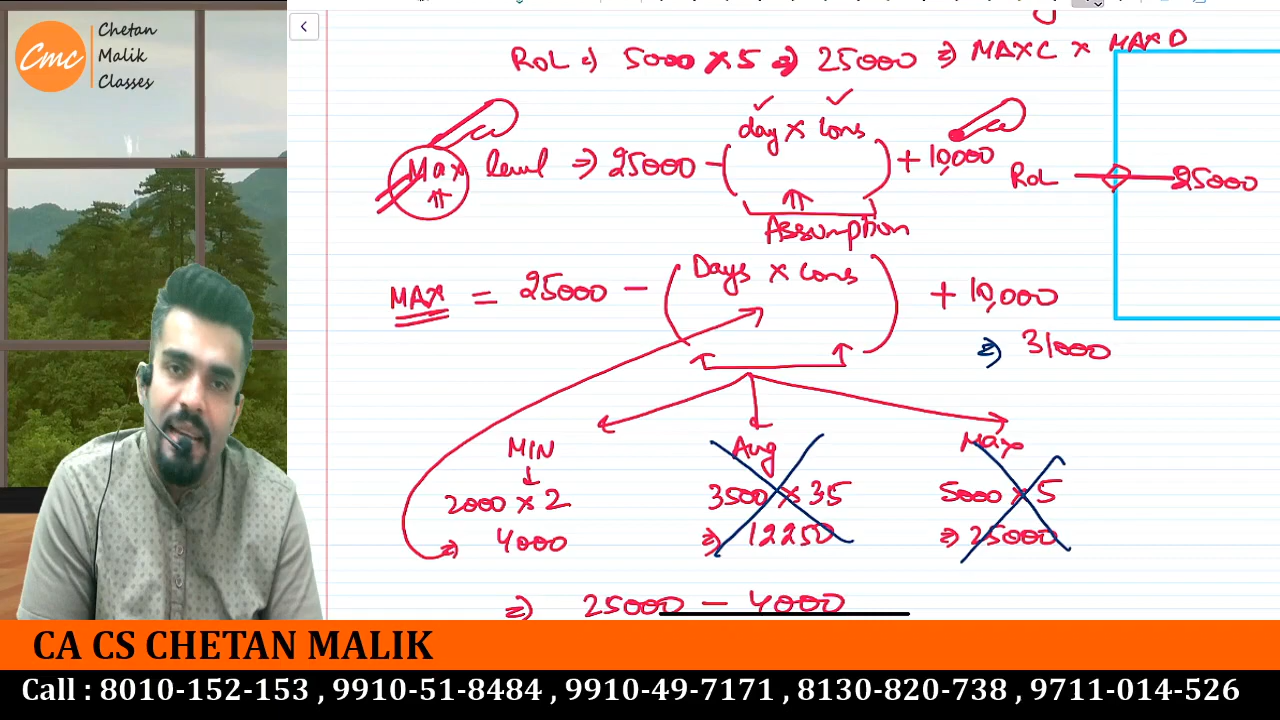 Cmc
Chetan
Malik
Classes
ROL ⇒ 5000 × 5 ⇒ 25000 ⇒ MAX C × MAX D
day × Cons
Max level ⇒ 25000 - ( ) + 10,000
ROL 25000
Assumption
MAX = 25000 - (Days × Cons) + 10,000
⇒ 31000
MIN Avg Max
2000 × 2 3500 × 3.5 5000 × 5
⇒ 4000 ⇒ 12250 ⇒ 25000
⇒ 25000 - 4000
CA CS CHETAN MALIK
Call : 8010-152-153 , 9910-51-8484 , 9910-49-7171 , 8130-820-738 , 9711-014-526